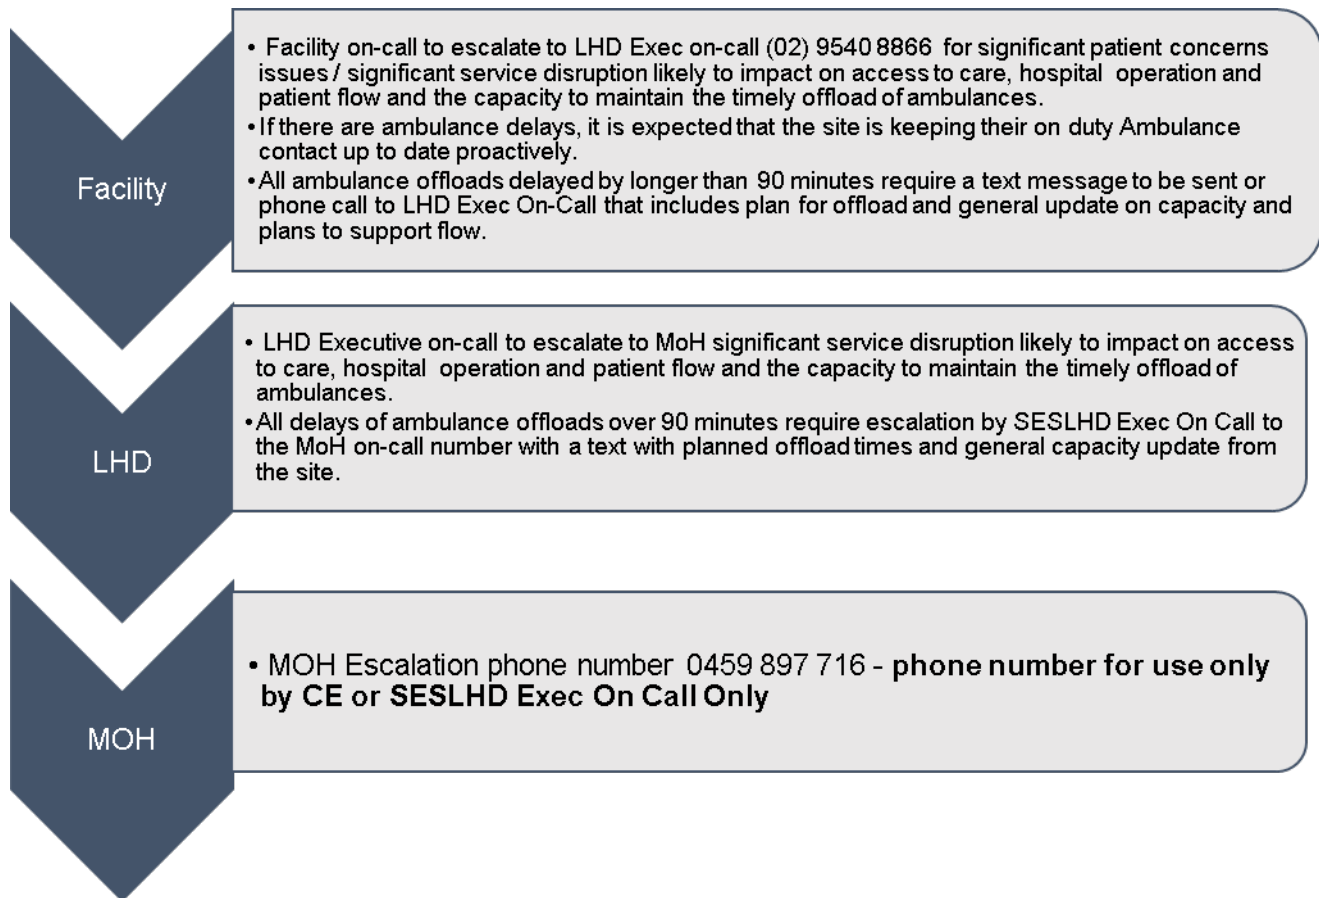 Facility
• Facility on-call to escalate to LHD Exec on-call (02) 9540 8866 for significant patient concerns
issues / significant service disruption likely to impact on access to care, hospital operation and
patient flow and the capacity to maintain the timely offload of ambulances.
• If there are ambulance delays, it is expected that the site is keeping their on duty Ambulance
contact up to date proactively.
• All ambulance offloads delayed by longer than 90 minutes require a text message to be sent or
phone call to LHD Exec On-Call that includes plan for offload and general update on capacity and
plans to support flow.
LHD
• LHD Executive on-call to escalate to MoH significant service disruption likely to impact on access
to care, hospital operation and patient flow and the capacity to maintain the timely offload of
ambulances.
• All delays of ambulance offloads over 90 minutes require escalation by SESLHD Exec On Call to
the MoH on-call number with a text with planned offload times and general capacity update from
the site.
MOH
• MOH Escalation phone number 0459 897 716 - phone number for use only
by CE or SESLHD Exec On Call Only